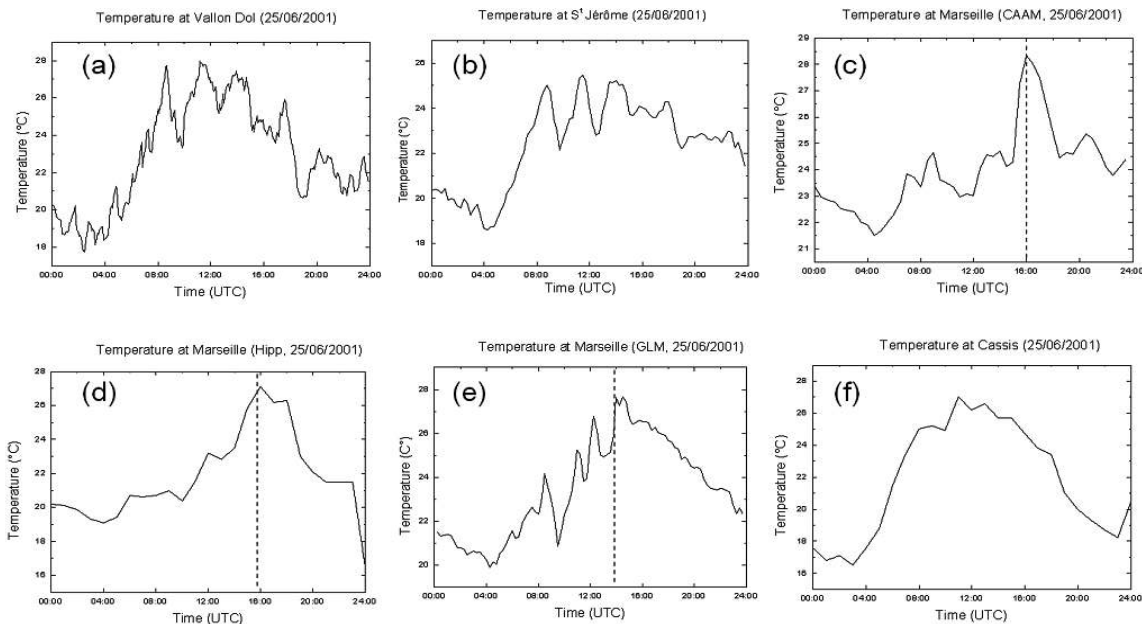 Temperature at Vallon Dol (25/06/2001)
(a)
Temperature (°C)
28
26
24
22
20
18
00:00 04:00 08:00 12:00 16:00 20:00 24:00
Time (UTC)
Temperature at Sᵗ Jérôme (25/06/2001)
(b)
Temperature (°C)
26
24
22
20
18
00:00 04:00 08:00 12:00 16:00 20:00 24:00
Time (UTC)
Temperature at Marseille (CAAM, 25/06/2001)
(c)
Temperature (°C)
29
28
27
26
25
24
23
22
21
00:00 04:00 08:00 12:00 16:00 20:00 24:00
Time (UTC)
Temperature at Marseille (Hipp, 25/06/2001)
(d)
Temperature (°C)
28
26
24
22
20
18
16
00:00 04:00 08:00 12:00 16:00 20:00 24:00
Time (UTC)
Temperature at Marseille (GLM, 25/06/2001)
(e)
Temperature (C°)
28
26
24
22
20
00:00 04:00 08:00 12:00 16:00 20:00 24:00
Time (UTC)
Temperature at Cassis (25/06/2001)
(f)
Temperature (°C)
28
26
24
22
20
18
16
00:00 04:00 08:00 12:00 16:00 20:00 24:00
Time (UTC)